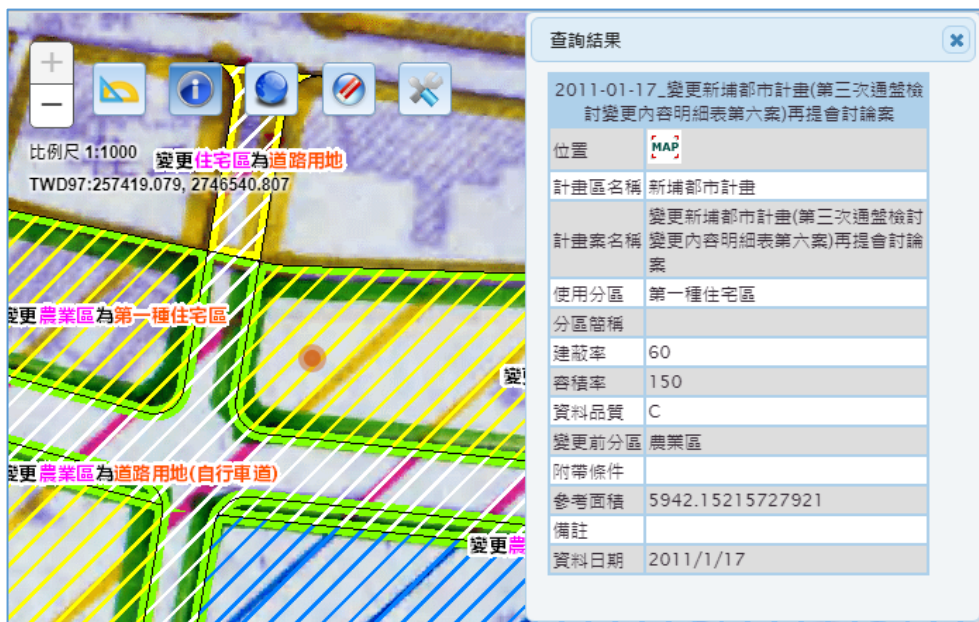 +
−
比例尺 1:1000
TWD97:257419.079, 2746540.807
變更住宅區為道路用地
變更農業區為第一種住宅區
變
變更農業區為道路用地(自行車道)
變更農
查詢結果
2011-01-17_變更新埔都市計畫(第三次通盤檢
討變更內容明細表第六案)再提會討論案
位置 MAP
計畫區名稱 新埔都市計畫
計畫案名稱 變更新埔都市計畫(第三次通盤檢討
變更內容明細表第六案)再提會討論
案
使用分區 第一種住宅區
分區簡稱
建蔽率 60
容積率 150
資料品質 C
變更前分區 農業區
附帶條件
參考面積 5942.15215727921
備註
資料日期 2011/1/17